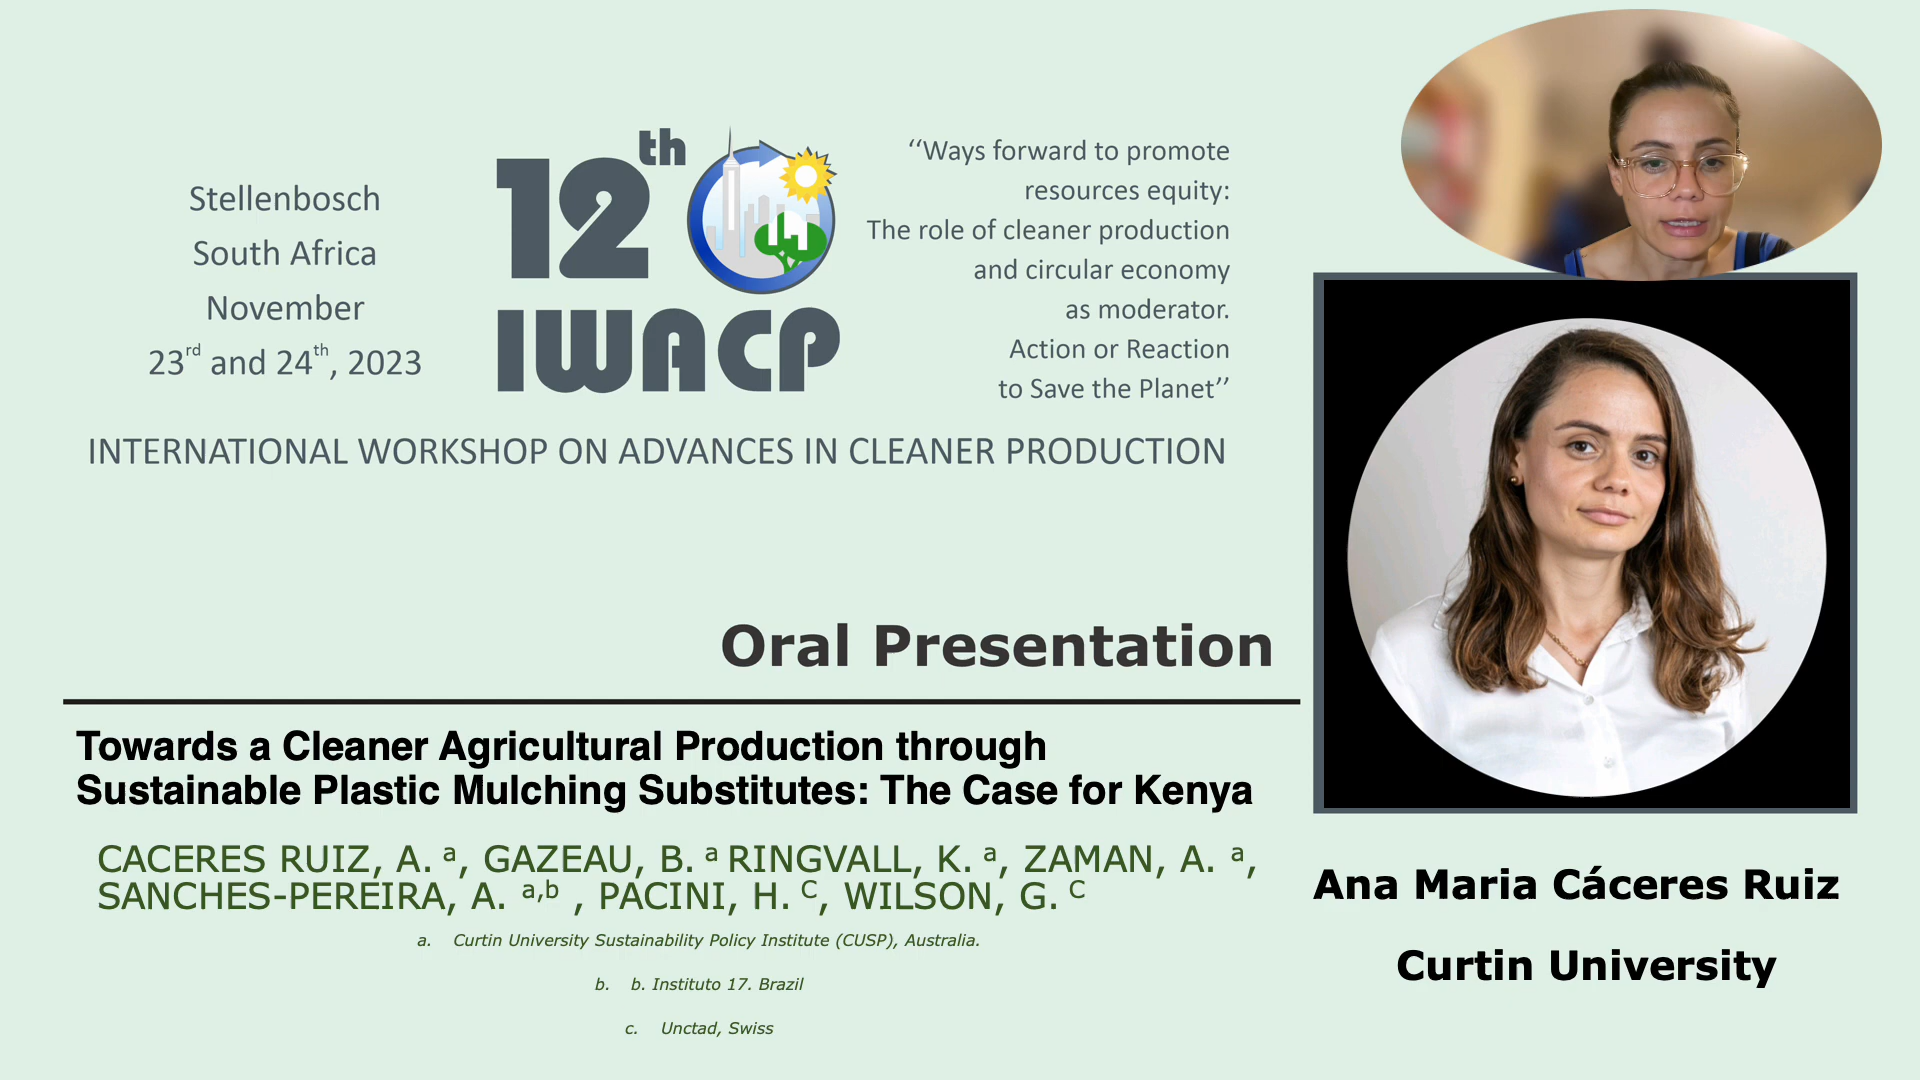 Stellenbosch
South Africa
November
23rd and 24th, 2023
12th
IWACP
‘‘Ways forward to promote
resources equity:
The role of cleaner production
and circular economy
as moderator.
Action or Reaction
to Save the Planet’’
INTERNATIONAL WORKSHOP ON ADVANCES IN CLEANER PRODUCTION
Oral Presentation
Towards a Cleaner Agricultural Production through
Sustainable Plastic Mulching Substitutes: The Case for Kenya
CACERES RUIZ, A. a, GAZEAU, B. a RINGVALL, K. a, ZAMAN, A. a,
SANCHES-PEREIRA, A. a,b , PACINI, H. C, WILSON, G. C
a. Curtin University Sustainability Policy Institute (CUSP), Australia.
b. b. Instituto 17. Brazil
c. Unctad, Swiss
Ana Maria Cáceres Ruiz
Curtin University